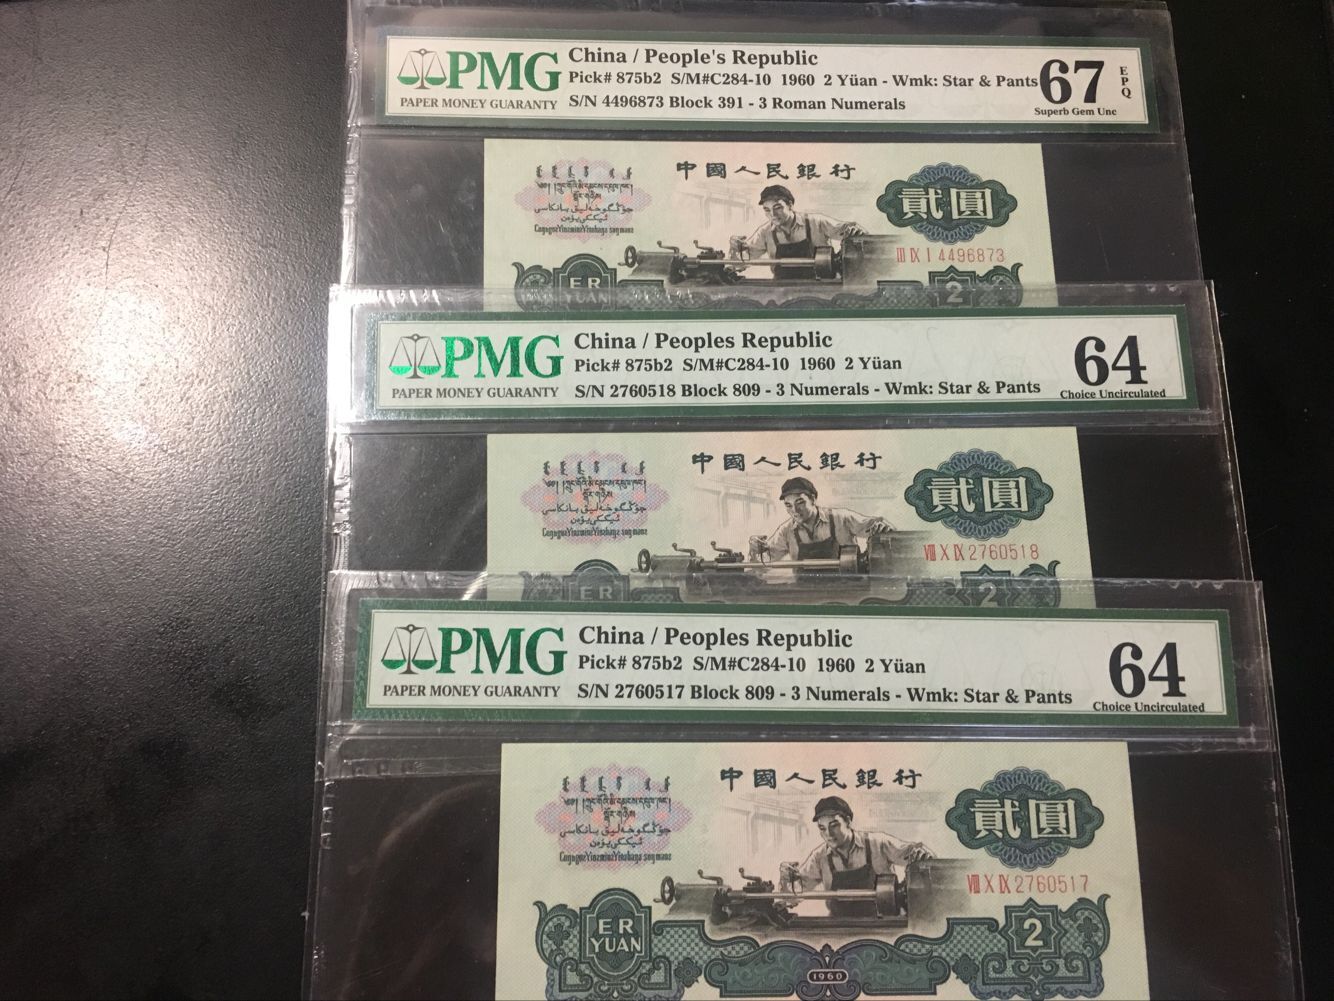 PMG
PAPER MONEY GUARANTY
China / People's Republic
Pick# 875b2 S/M#C284-10 1960 2 Yüan - Wmk: Star & Pants
S/N 4496873 Block 391 - 3 Roman Numerals
67 EPQ
Superb Gem Unc
中國人民銀行
貳圓
III IX I 4496873
ER
YUAN
2
PMG
PAPER MONEY GUARANTY
China / Peoples Republic
Pick# 875b2 S/M#C284-10 1960 2 Yüan
S/N 2760518 Block 809 - 3 Numerals - Wmk: Star & Pants
64
Choice Uncirculated
中國人民銀行
貳圓
VIII X IX 2760518
ER
2
PMG
PAPER MONEY GUARANTY
China / Peoples Republic
Pick# 875b2 S/M#C284-10 1960 2 Yüan
S/N 2760517 Block 809 - 3 Numerals - Wmk: Star & Pants
64
Choice Uncirculated
中國人民銀行
貳圓
VIII X IX 2760517
ER
YUAN
2
1960